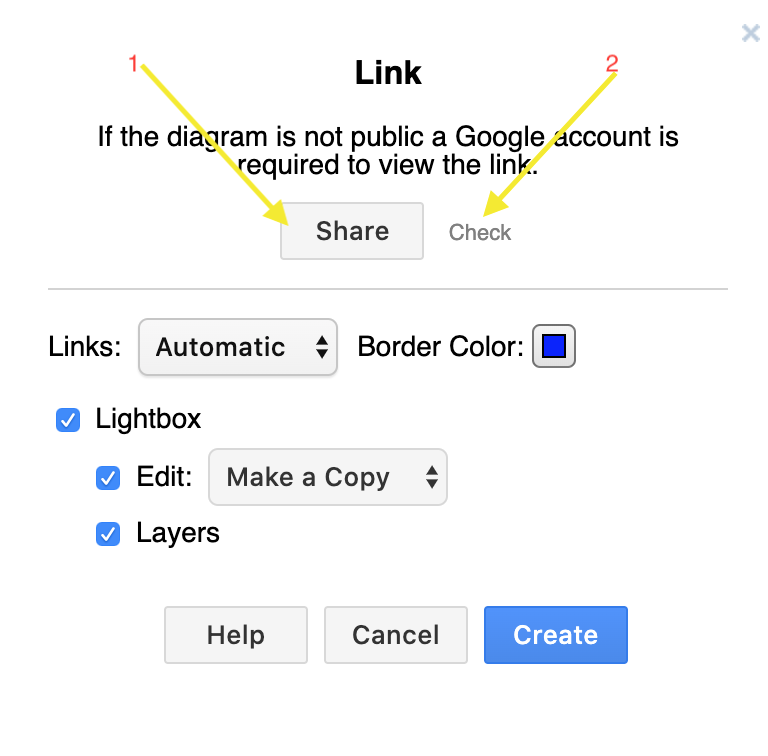 1
2
Link
If the diagram is not public a Google account is
required to view the link.
Share Check
Links: Automatic Border Color:
Lightbox
Edit: Make a Copy
Layers
Help Cancel Create